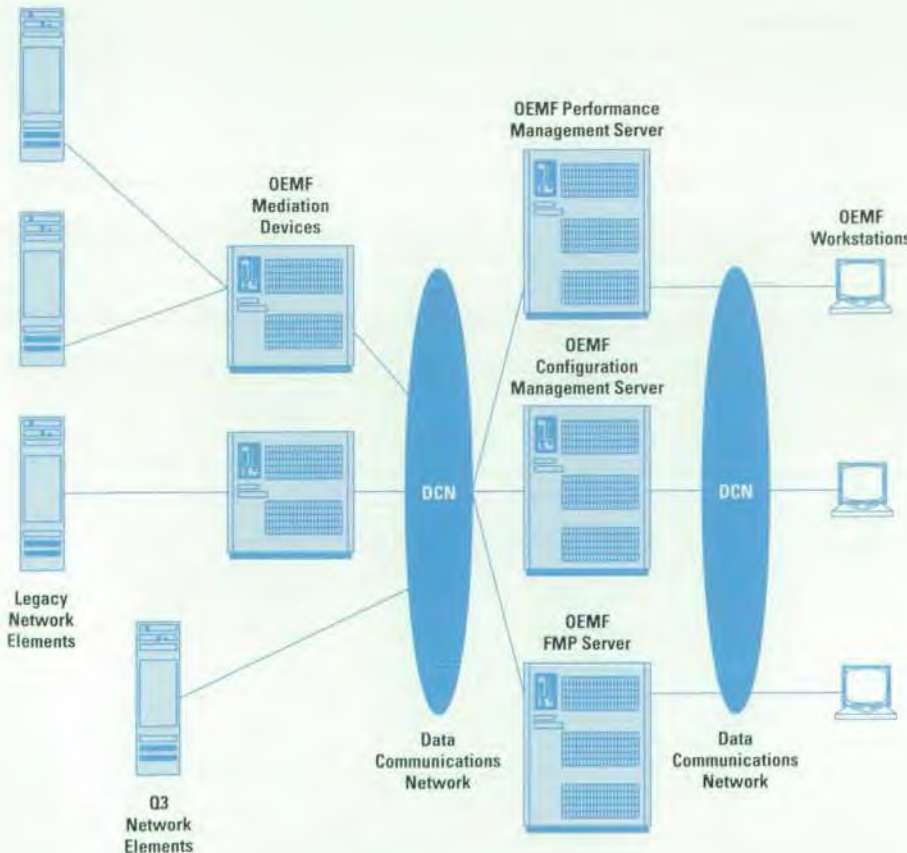 OEMF Performance
Management Server
OEMF
Mediation
Devices
OEMF
Workstations
OEMF
Configuration
Management Server
DCN
DCN
Legacy
Network
Elements
OEMF
FMP Server
Data
Communications
Network
Data
Communications
Network
Q3
Network
Elements